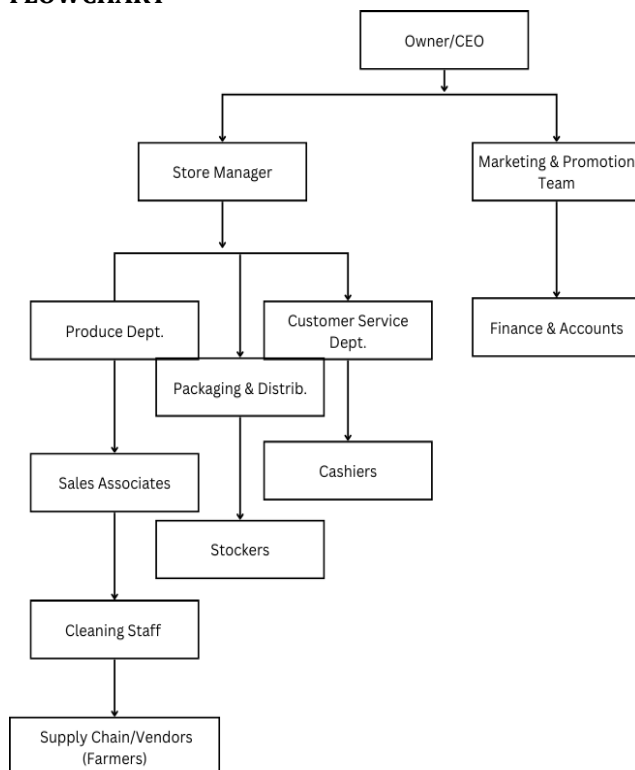 FLOWCHART
Owner/CEO
Store Manager
Marketing & Promotion
Team
Produce Dept.
Customer Service
Dept.
Finance & Accounts
Packaging & Distrib.
Sales Associates
Cashiers
Stockers
Cleaning Staff
Supply Chain/Vendors
(Farmers)